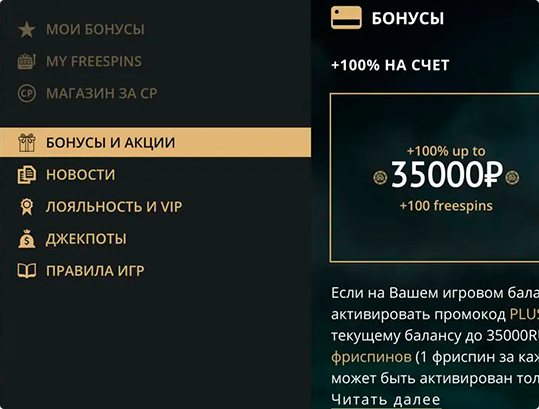 МОИ БОНУСЫ
MY FREESPINS
CP
МАГАЗИН ЗА CP
БОНУСЫ И АКЦИИ
НОВОСТИ
ЛОЯЛЬНОСТЬ И VIP
ДЖЕКПОТЫ
ПРАВИЛА ИГР
БОНУСЫ
+100% НА СЧЕТ
+100% up to
35000₽
+100 freespins
Если на Вашем игровом бала
активировать промокод PLUS
текущему балансу до 35000RU
фриспинов (1 фриспин за каж
может быть активирован тол
Читать далее